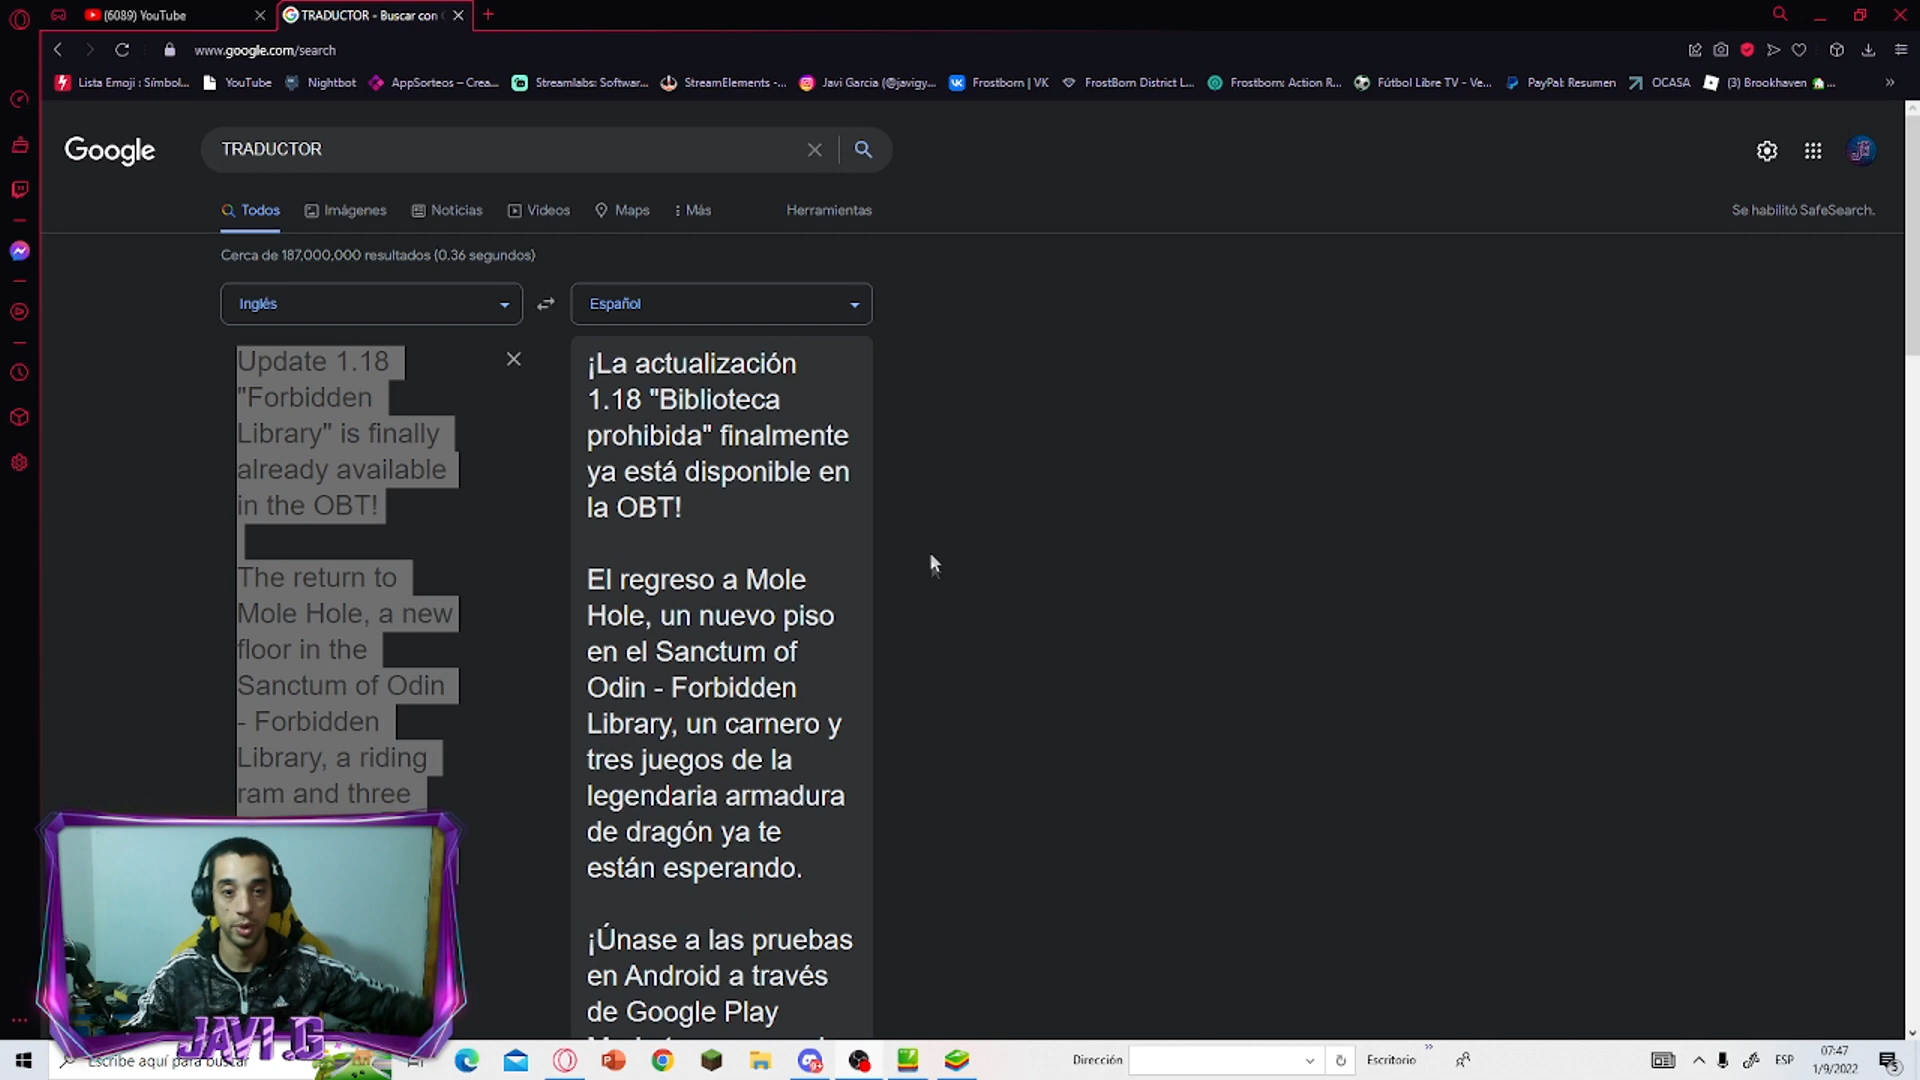 (6089) YouTube
TRADUCTOR - Buscar con
www.google.com/search
Lista Emoji : Símbol...
YouTube
Nightbot
AppSorteos – Crea...
Streamlabs: Softwar...
StreamElements -...
Javi Garcia (@javigy...
Frostborn | VK
FrostBorn District L...
Frostborn: Action R...
Fútbol Libre TV - Ve...
PayPal: Resumen
OCASA
(3) Brookhaven
Google
TRADUCTOR
Todos
Imágenes
Noticias
Videos
Maps
Más
Herramientas
Se habilitó SafeSearch.
Cerca de 187,000,000 resultados (0.36 segundos)
Inglés
Español
Update 1.18
"Forbidden
Library" is finally
already available
in the OBT!
The return to
Mole Hole, a new
floor in the
Sanctum of Odin
- Forbidden
Library, a riding
ram and three
¡La actualización
1.18 "Biblioteca
prohibida" finalmente
ya está disponible en
la OBT!
El regreso a Mole
Hole, un nuevo piso
en el Sanctum of
Odin - Forbidden
Library, un carnero y
tres juegos de la
legendaria armadura
de dragón ya te
están esperando.
¡Únase a las pruebas
en Android a través
de Google Play
JAVI.G
Escribe aquí para buscar
Dirección
Escritorio
ESP
07:47
1/9/2022
5